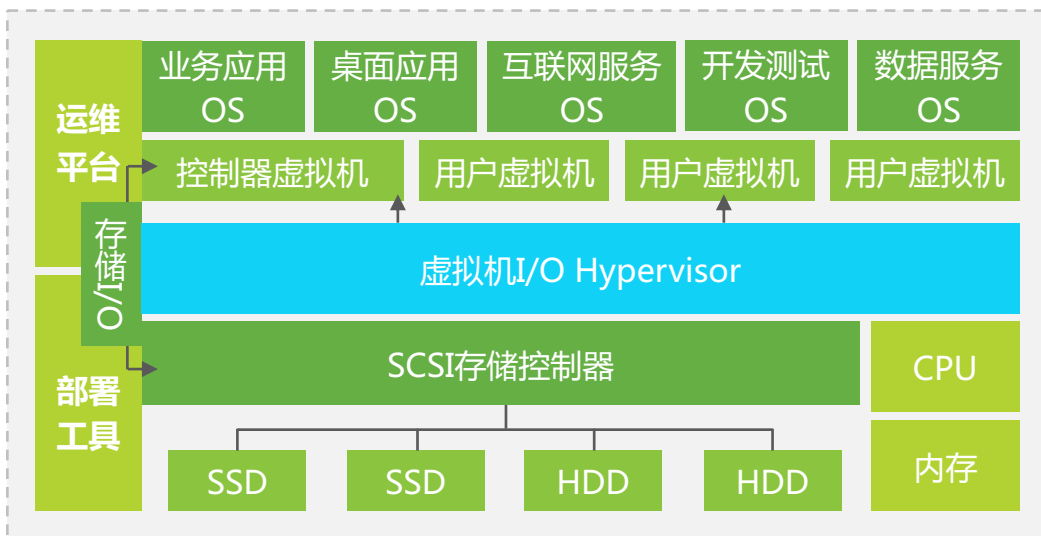 运维
平台
业务应用
OS
桌面应用
OS
互联网服务
OS
开发测试
OS
数据服务
OS
控制器虚拟机
用户虚拟机
用户虚拟机
用户虚拟机
存储I/O
虚拟机I/O Hypervisor
部署
工具
SCSI存储控制器
CPU
内存
SSD
SSD
HDD
HDD